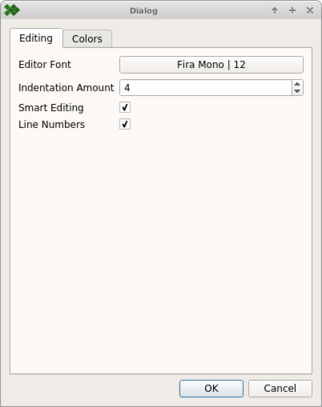 Dialog
Editing Colors
Editor Font Fira Mono | 12
Indentation Amount 4
Smart Editing
Line Numbers
OK Cancel